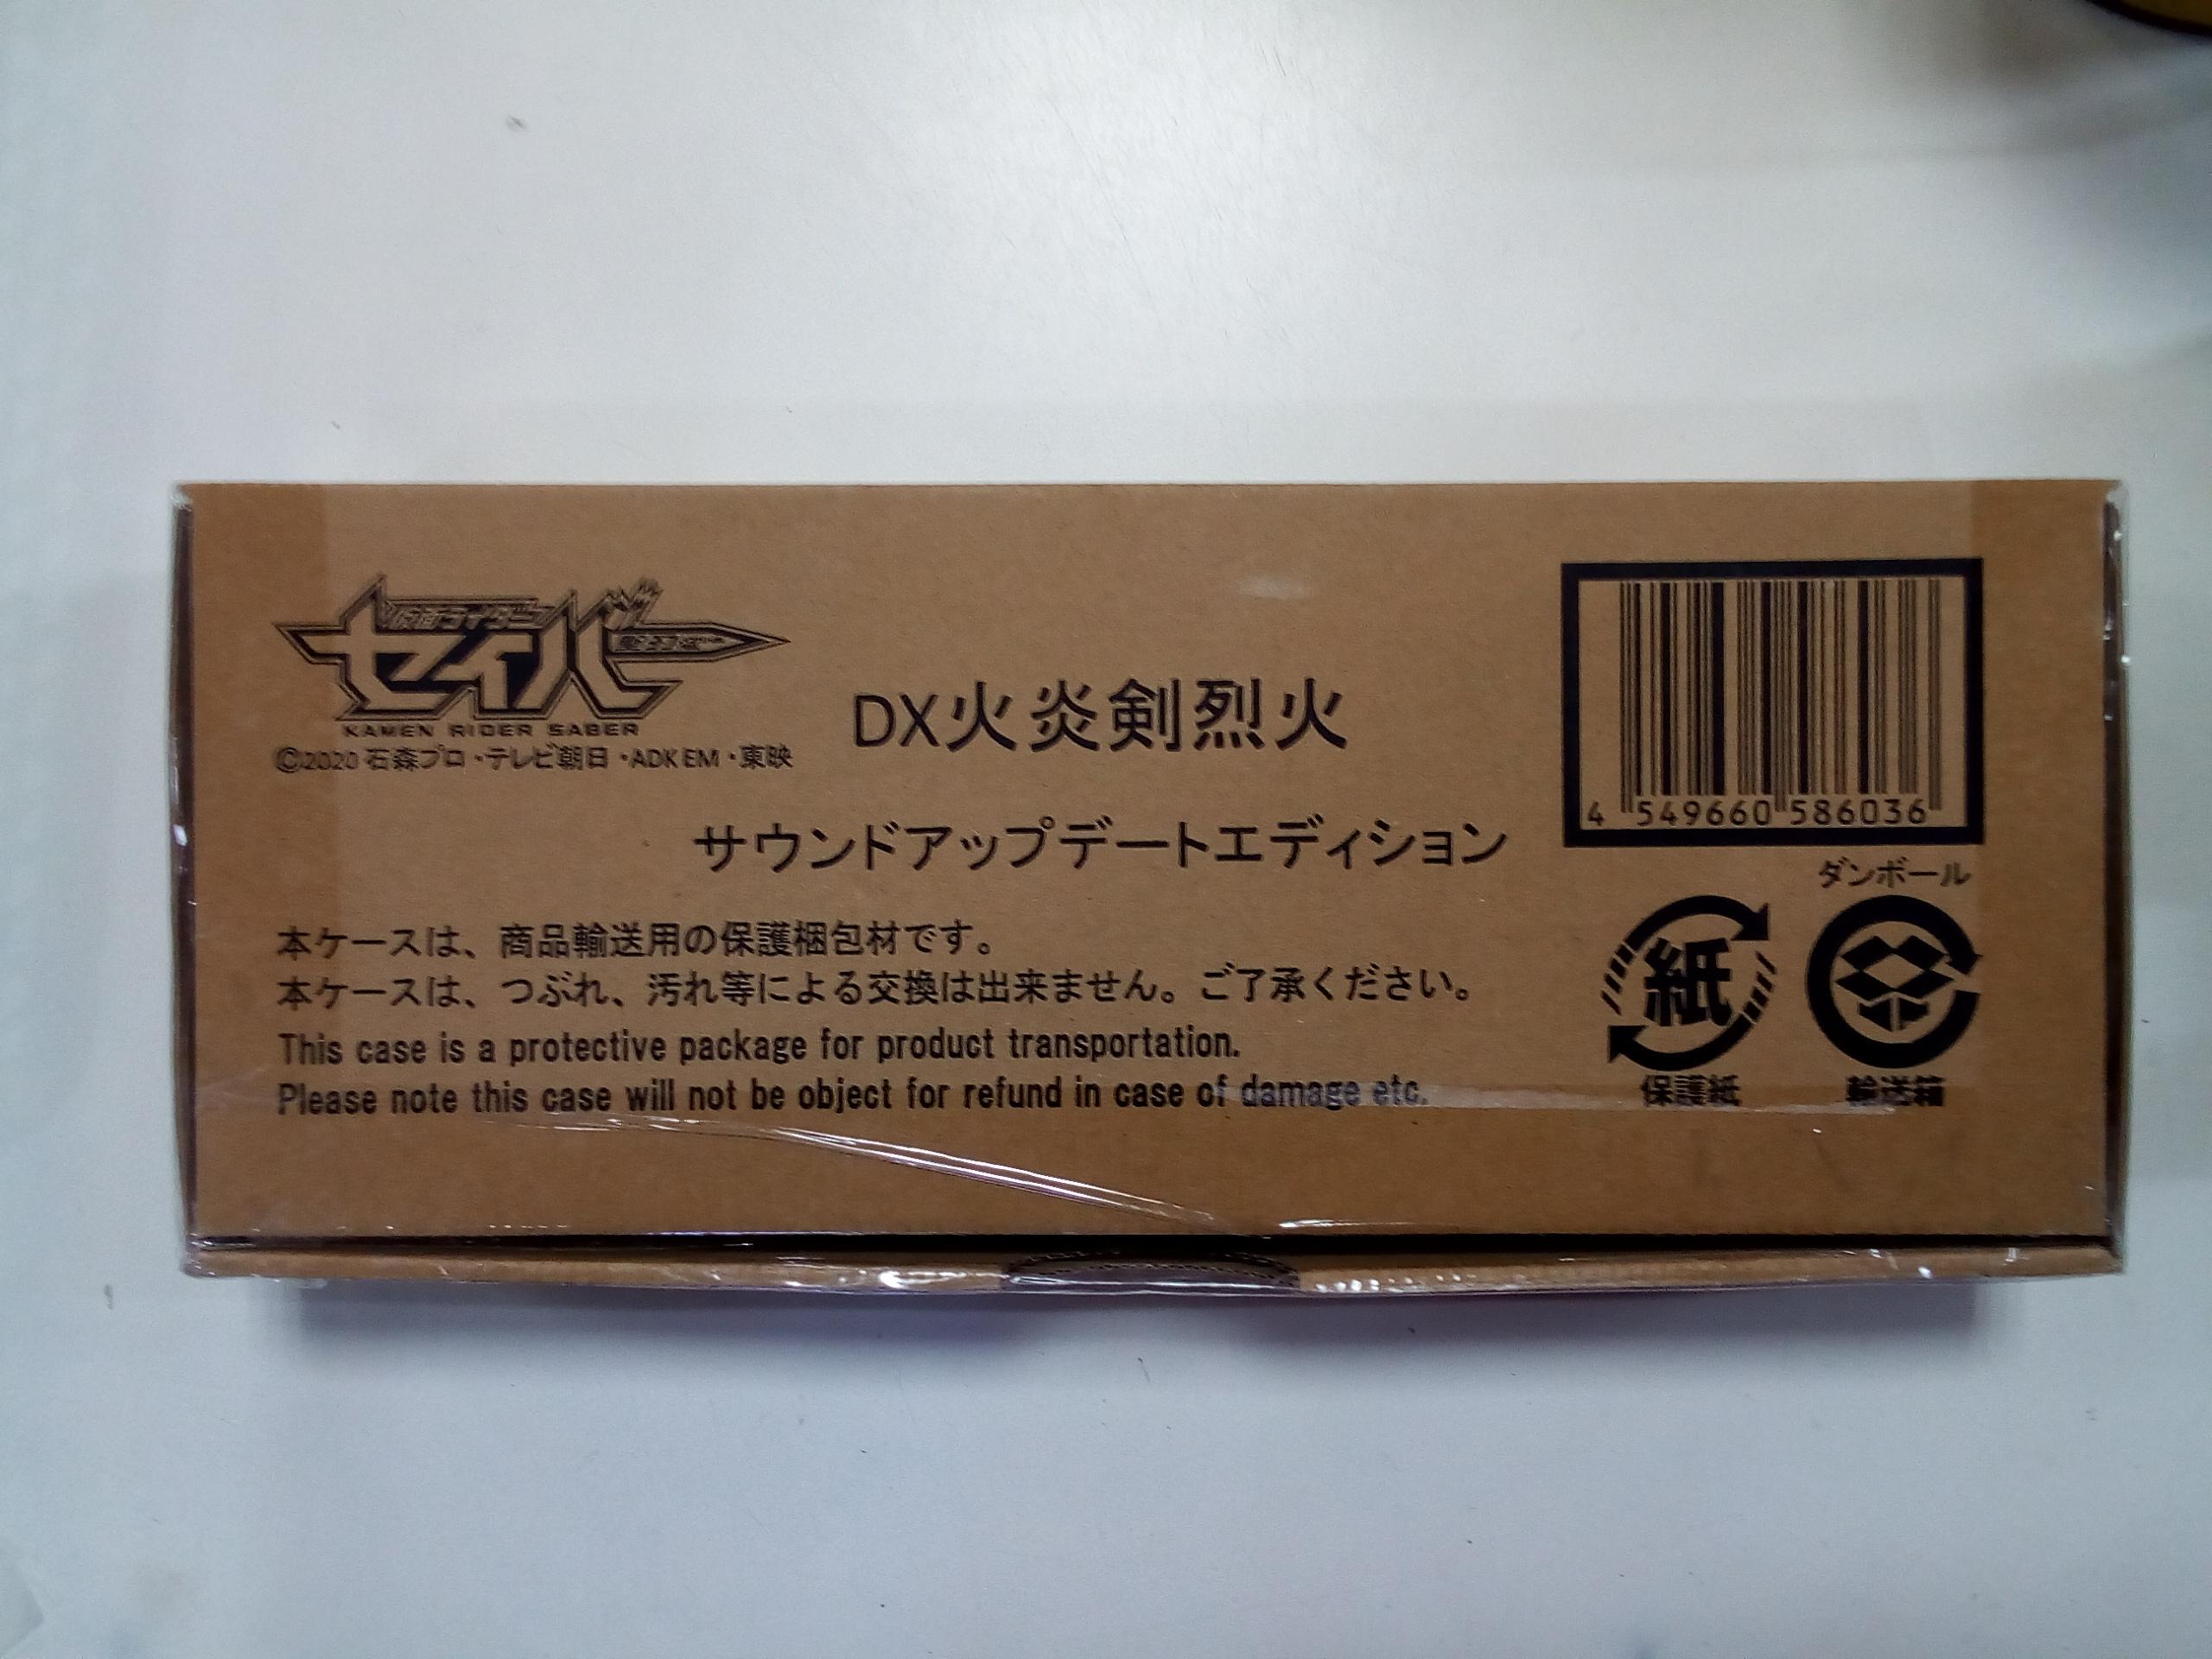 仮面ライダー
セイバー
KAMEN RIDER SABER
©2020 石森プロ・テレビ朝日・ADK EM・東映
DX火炎剣烈火
サウンドアップデートエディション
4 549660 586036
ダンボール
本ケースは、商品輸送用の保護梱包材です。
本ケースは、つぶれ、汚れ等による交換は出来ません。ご了承ください。
This case is a protective package for product transportation.
Please note this case will not be object for refund in case of damage etc.
紙
保護紙
輸送箱